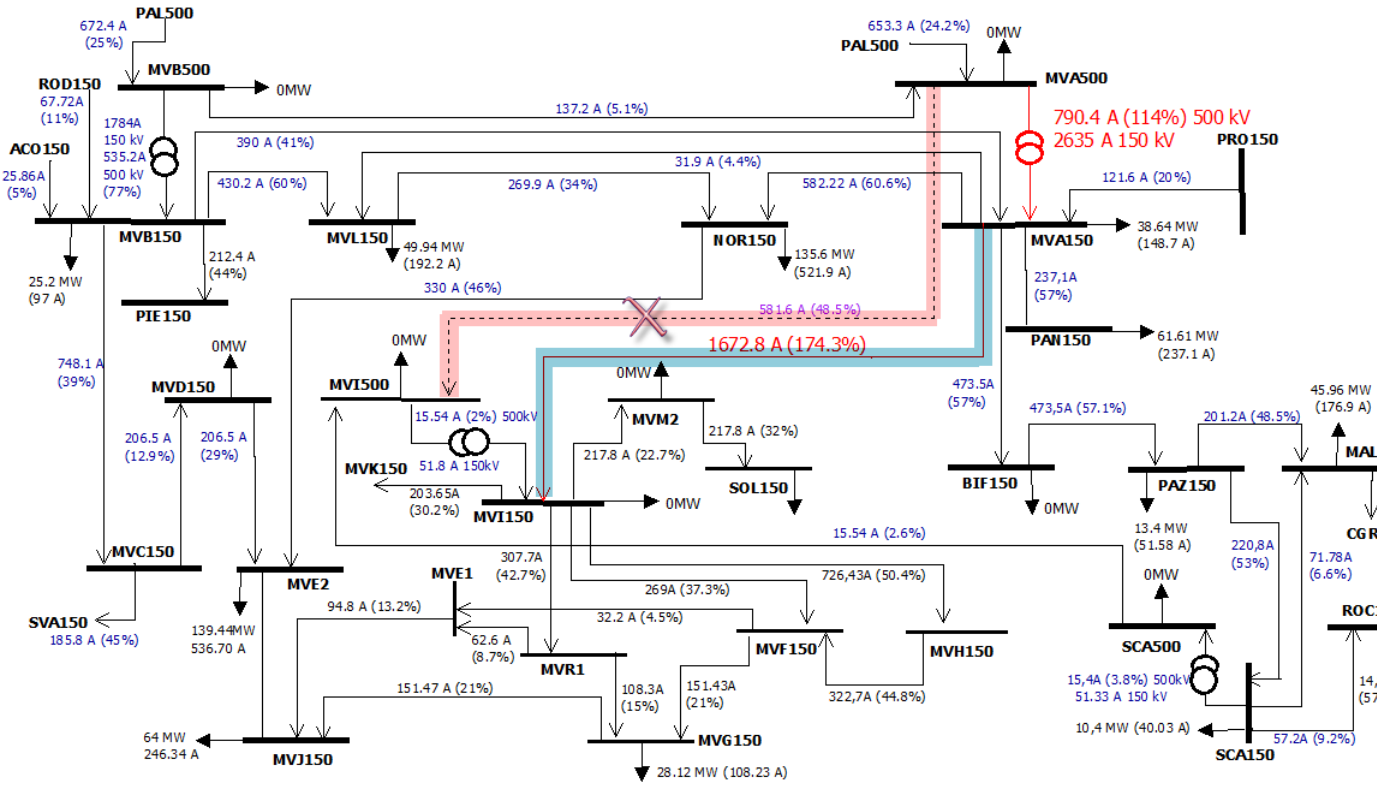 PAL500
672.4 A
(25%)
MVB500
0MW
ROD150
67.72A
(11%)
1784A
150 kV
535.2A
500 kV
(77%)
ACO150
25.86A
(5%)
390 A (41%)
430.2 A (60%)
137.2 A (5.1%)
653.3 A (24.2%)
PAL500
0MW
MVA500
790.4 A (114%) 500 kV
2635 A 150 kV
PRO150
31.9 A (4.4%)
269.9 A (34%)
582.22 A (60.6%)
121.6 A (20%)
MVB150
MVL150
NOR150
MVA150
38.64 MW
(148.7 A)
25.2 MW
(97 A)
212.4 A
(44%)
49.94 MW
(192.2 A)
135.6 MW
(521.9 A)
237,1A
(57%)
PIE150
330 A (46%)
581.6 A (48.5%)
1672.8 A (174.3%)
PAN150
61.61 MW
(237.1 A)
748.1 A
(39%)
0MW
MVD150
0MW
MVI500
0MW
MVM2
473.5A
(57%)
45.96 MW
(176.9 A)
15.54 A (2%) 500kV
51.8 A 150kV
473,5A (57.1%)
201.2A (48.5%)
206.5 A
(12.9%)
206.5 A
(29%)
217.8 A (32%)
217.8 A (22.7%)
MVK150
203.65A
(30.2%)
SOL150
BIF150
PAZ150
MAL
MVI150
0MW
0MW
13.4 MW
(51.58 A)
CGR
15.54 A (2.6%)
220,8A
(53%)
71.78A
(6.6%)
MVC150
MVE2
MVE1
307.7A
(42.7%)
269A (37.3%)
726,43A (50.4%)
0MW
SVA150
185.8 A (45%)
139.44MW
536.70 A
94.8 A (13.2%)
32.2 A (4.5%)
62.6 A
(8.7%)
MVR1
MVF150
MVH150
SCA500
151.47 A (21%)
108.3A
(15%)
151.43A
(21%)
322,7A (44.8%)
15,4A (3.8%) 500kV
51.33 A 150 kV
14,
64 MW
246.34 A
MVJ150
MVG150
28.12 MW (108.23 A)
10,4 MW (40.03 A)
SCA150
57.2A (9.2%)